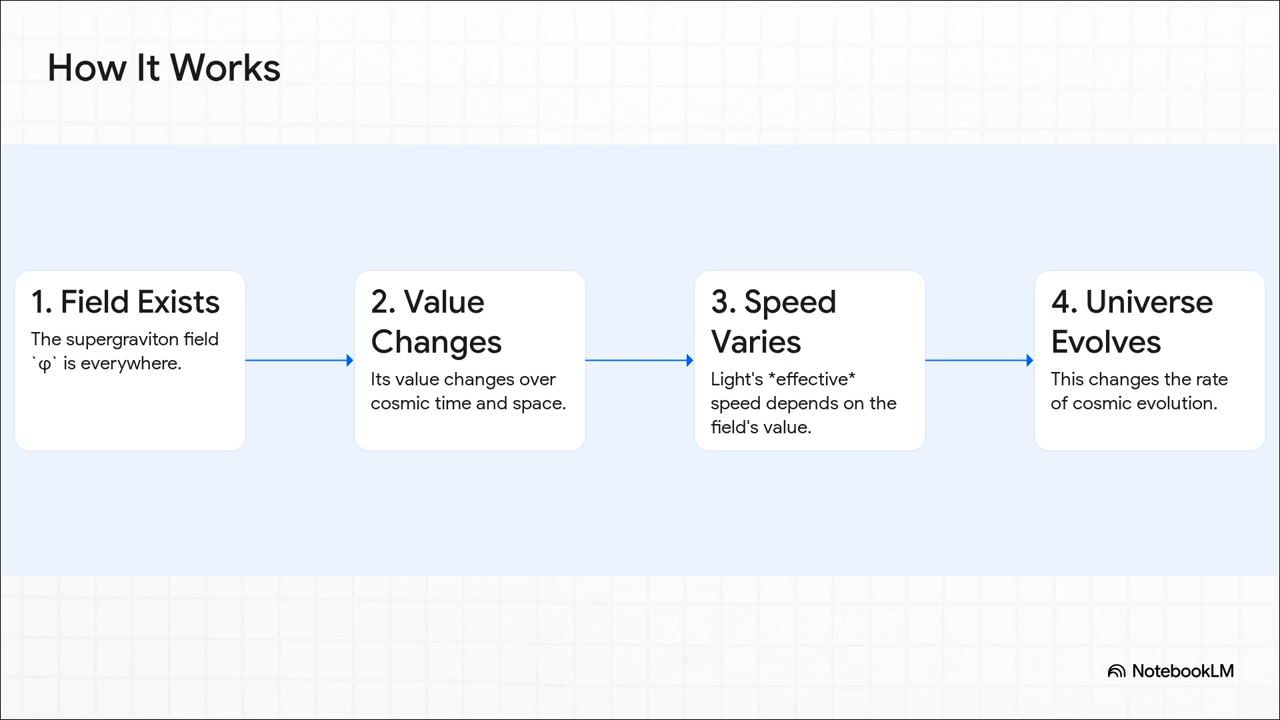 How It Works
1. Field Exists
The supergraviton field
`φ` is everywhere.
2. Value
Changes
Its value changes over
cosmic time and space.
3. Speed
Varies
Light's *effective*
speed depends on the
field's value.
4. Universe
Evolves
This changes the rate
of cosmic evolution.
NotebookLM